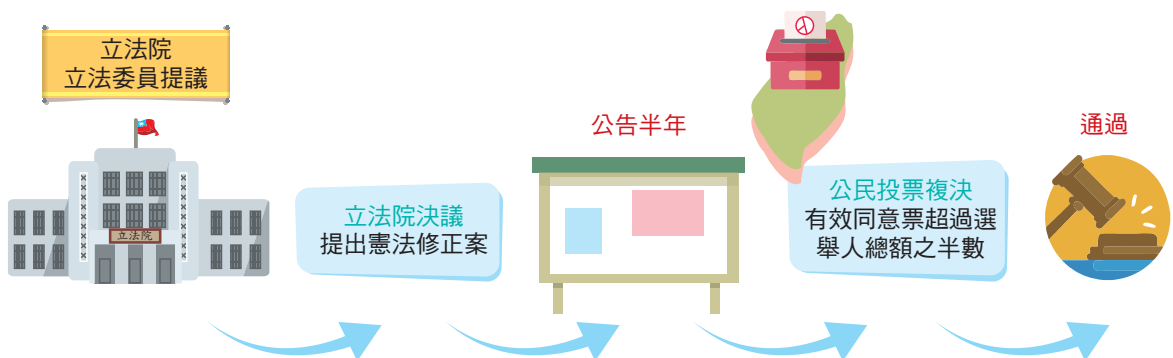 立法院
立法委員提議
立法院
立法院決議
提出憲法修正案
公告半年
公民投票複決
有效同意票超過選
舉人總額之半數
通過